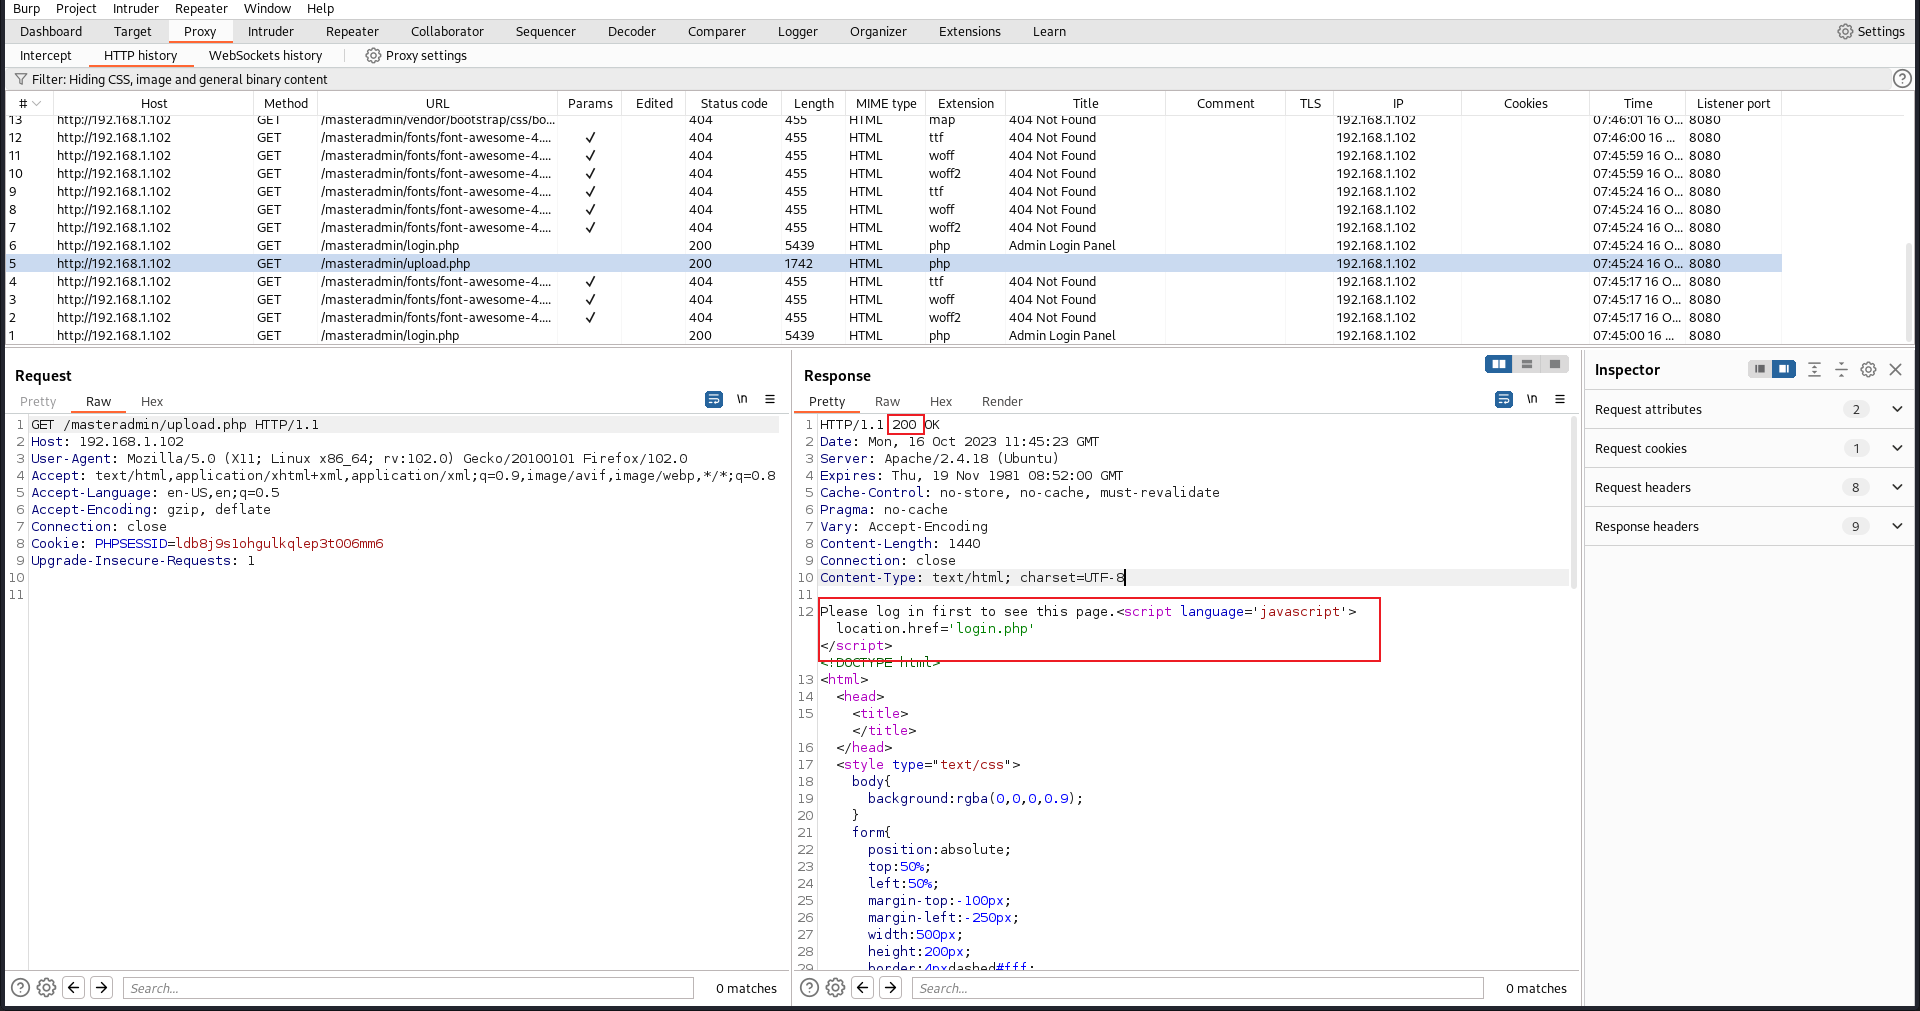 Burp Project Intruder Repeater Window Help
Dashboard Target Proxy Intruder Repeater Collaborator Sequencer Decoder Comparer Logger Organizer Extensions Learn Settings
Intercept HTTP history WebSockets history Proxy settings
Filter: Hiding CSS, image and general binary content
# Host Method URL Params Edited Status code Length MIME type Extension Title Comment TLS IP Cookies Time Listener port
13 http://192.168.1.102 GET /masteradmin/vendor/bootstrap/css/bo... 404 455 HTML map 404 Not Found 192.168.1.102 07:46:01 16 O... 8080
12 http://192.168.1.102 GET /masteradmin/fonts/font-awesome-4.... ✓ 404 455 HTML ttf 404 Not Found 192.168.1.102 07:46:00 16 ... 8080
11 http://192.168.1.102 GET /masteradmin/fonts/font-awesome-4.... ✓ 404 455 HTML woff 404 Not Found 192.168.1.102 07:45:59 16 O... 8080
10 http://192.168.1.102 GET /masteradmin/fonts/font-awesome-4.... ✓ 404 455 HTML woff2 404 Not Found 192.168.1.102 07:45:59 16 O... 8080
9 http://192.168.1.102 GET /masteradmin/fonts/font-awesome-4.... ✓ 404 455 HTML ttf 404 Not Found 192.168.1.102 07:45:24 16 O... 8080
8 http://192.168.1.102 GET /masteradmin/fonts/font-awesome-4.... ✓ 404 455 HTML woff 404 Not Found 192.168.1.102 07:45:24 16 O... 8080
7 http://192.168.1.102 GET /masteradmin/fonts/font-awesome-4.... ✓ 404 455 HTML woff2 404 Not Found 192.168.1.102 07:45:24 16 O... 8080
6 http://192.168.1.102 GET /masteradmin/login.php 200 5439 HTML php Admin Login Panel 192.168.1.102 07:45:24 16 O... 8080
5 http://192.168.1.102 GET /masteradmin/upload.php 200 1742 HTML php 192.168.1.102 07:45:24 16 O... 8080
4 http://192.168.1.102 GET /masteradmin/fonts/font-awesome-4.... ✓ 404 455 HTML ttf 404 Not Found 192.168.1.102 07:45:17 16 O... 8080
3 http://192.168.1.102 GET /masteradmin/fonts/font-awesome-4.... ✓ 404 455 HTML woff 404 Not Found 192.168.1.102 07:45:17 16 O... 8080
2 http://192.168.1.102 GET /masteradmin/fonts/font-awesome-4.... ✓ 404 455 HTML woff2 404 Not Found 192.168.1.102 07:45:17 16 O... 8080
1 http://192.168.1.102 GET /masteradmin/login.php 200 5439 HTML php Admin Login Panel 192.168.1.102 07:45:00 16 ... 8080
Request
Pretty Raw Hex \n
1 GET /masteradmin/upload.php HTTP/1.1
2 Host: 192.168.1.102
3 User-Agent: Mozilla/5.0 (X11; Linux x86_64; rv:102.0) Gecko/20100101 Firefox/102.0
4 Accept: text/html,application/xhtml+xml,application/xml;q=0.9,image/avif,image/webp,*/*;q=0.8
5 Accept-Language: en-US,en;q=0.5
6 Accept-Encoding: gzip, deflate
7 Connection: close
8 Cookie: PHPSESSID=ldb8j9s1ohgulkqlep3t006mm6
9 Upgrade-Insecure-Requests: 1
10
11
Search... 0 matches
Response
Pretty Raw Hex Render \n
1 HTTP/1.1 200 OK
2 Date: Mon, 16 Oct 2023 11:45:23 GMT
3 Server: Apache/2.4.18 (Ubuntu)
4 Expires: Thu, 19 Nov 1981 08:52:00 GMT
5 Cache-Control: no-store, no-cache, must-revalidate
6 Pragma: no-cache
7 Vary: Accept-Encoding
8 Content-Length: 1440
9 Connection: close
10 Content-Type: text/html; charset=UTF-8
11
12 Please log in first to see this page.<script language='javascript'>
location.href='login.php'
</script>
<!DOCTYPE html>
13 <html>
14 <head>
15 <title>
</title>
16 </head>
17 <style type="text/css">
18 body{
19 background:rgba(0,0,0,0.9);
20 }
21 form{
22 position:absolute;
23 top:50%;
24 left:50%;
25 margin-top:-100px;
26 margin-left:-250px;
27 width:500px;
28 height:200px;
29 border:4pxdashed#fff;
Search... 0 matches
Inspector
Request attributes 2
Request cookies 1
Request headers 8
Response headers 9